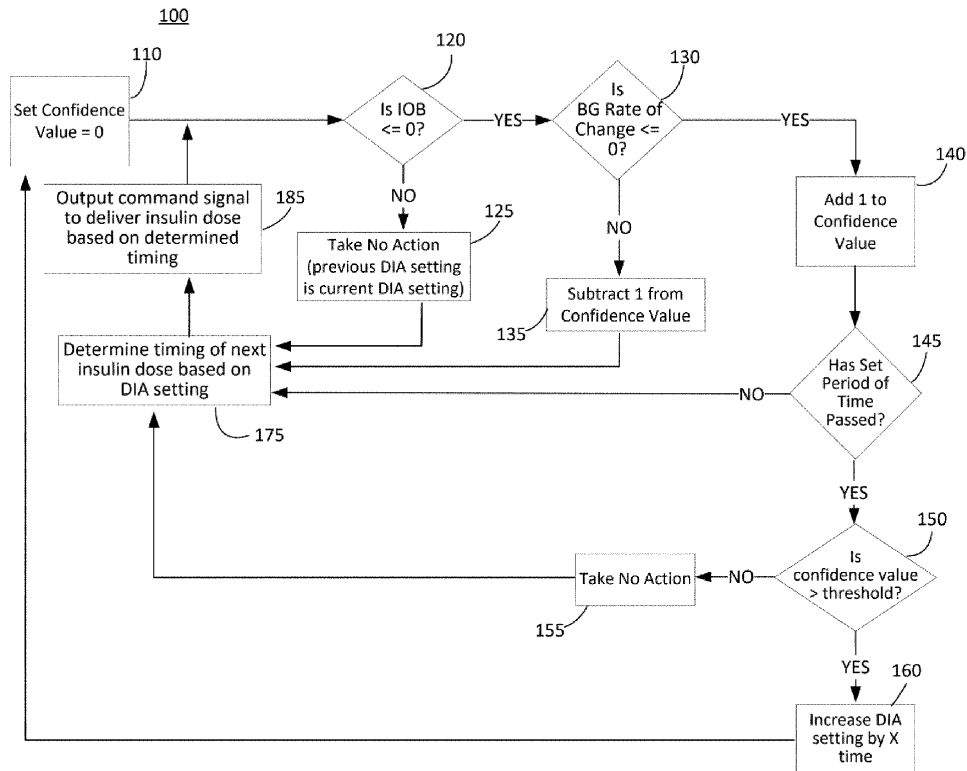 100
110
Set Confidence
Value = 0
120
Is IOB
<= 0?
YES
130
Is
BG Rate of
Change <=
0?
YES
140
Add 1 to
Confidence
Value
NO
125
Take No Action
(previous DIA setting
is current DIA setting)
NO
135
Subtract 1 from
Confidence Value
Output command signal
to deliver insulin dose
based on determined
timing
185
Determine timing of next
insulin dose based on
DIA setting
175
145
Has Set
Period of
Time
Passed?
NO
YES
150
Is
confidence value
> threshold?
NO
Take No Action
155
YES
160
Increase DIA
setting by X
time